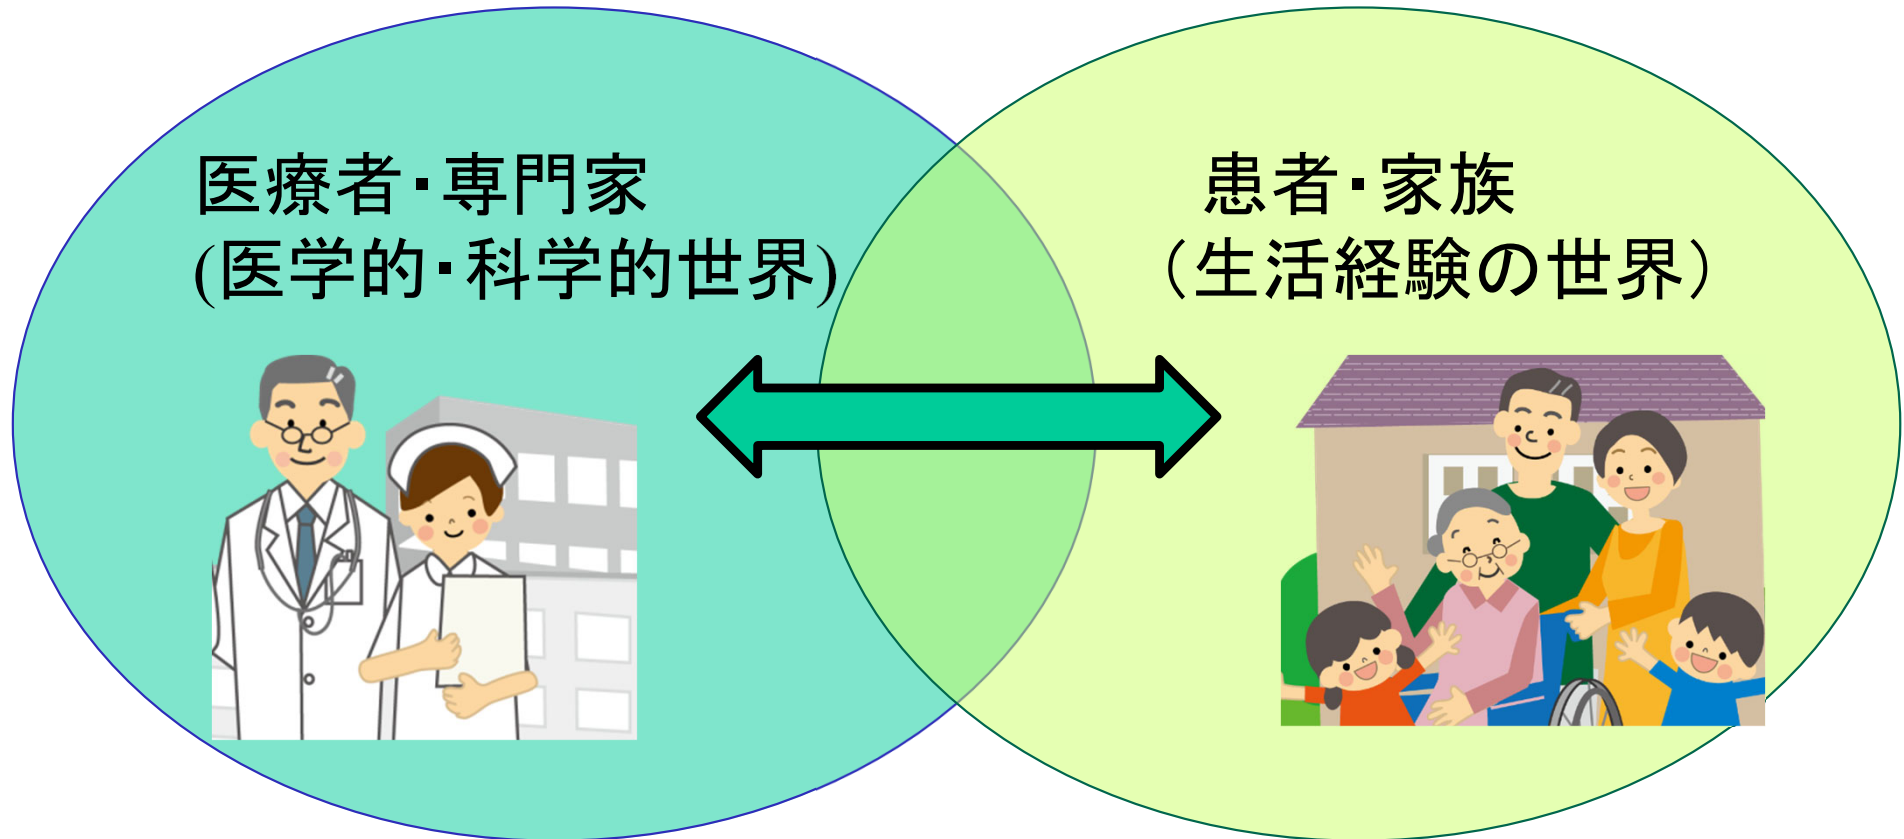 医療者・専門家
(医学的・科学的世界)
患者・家族
（生活経験の世界）